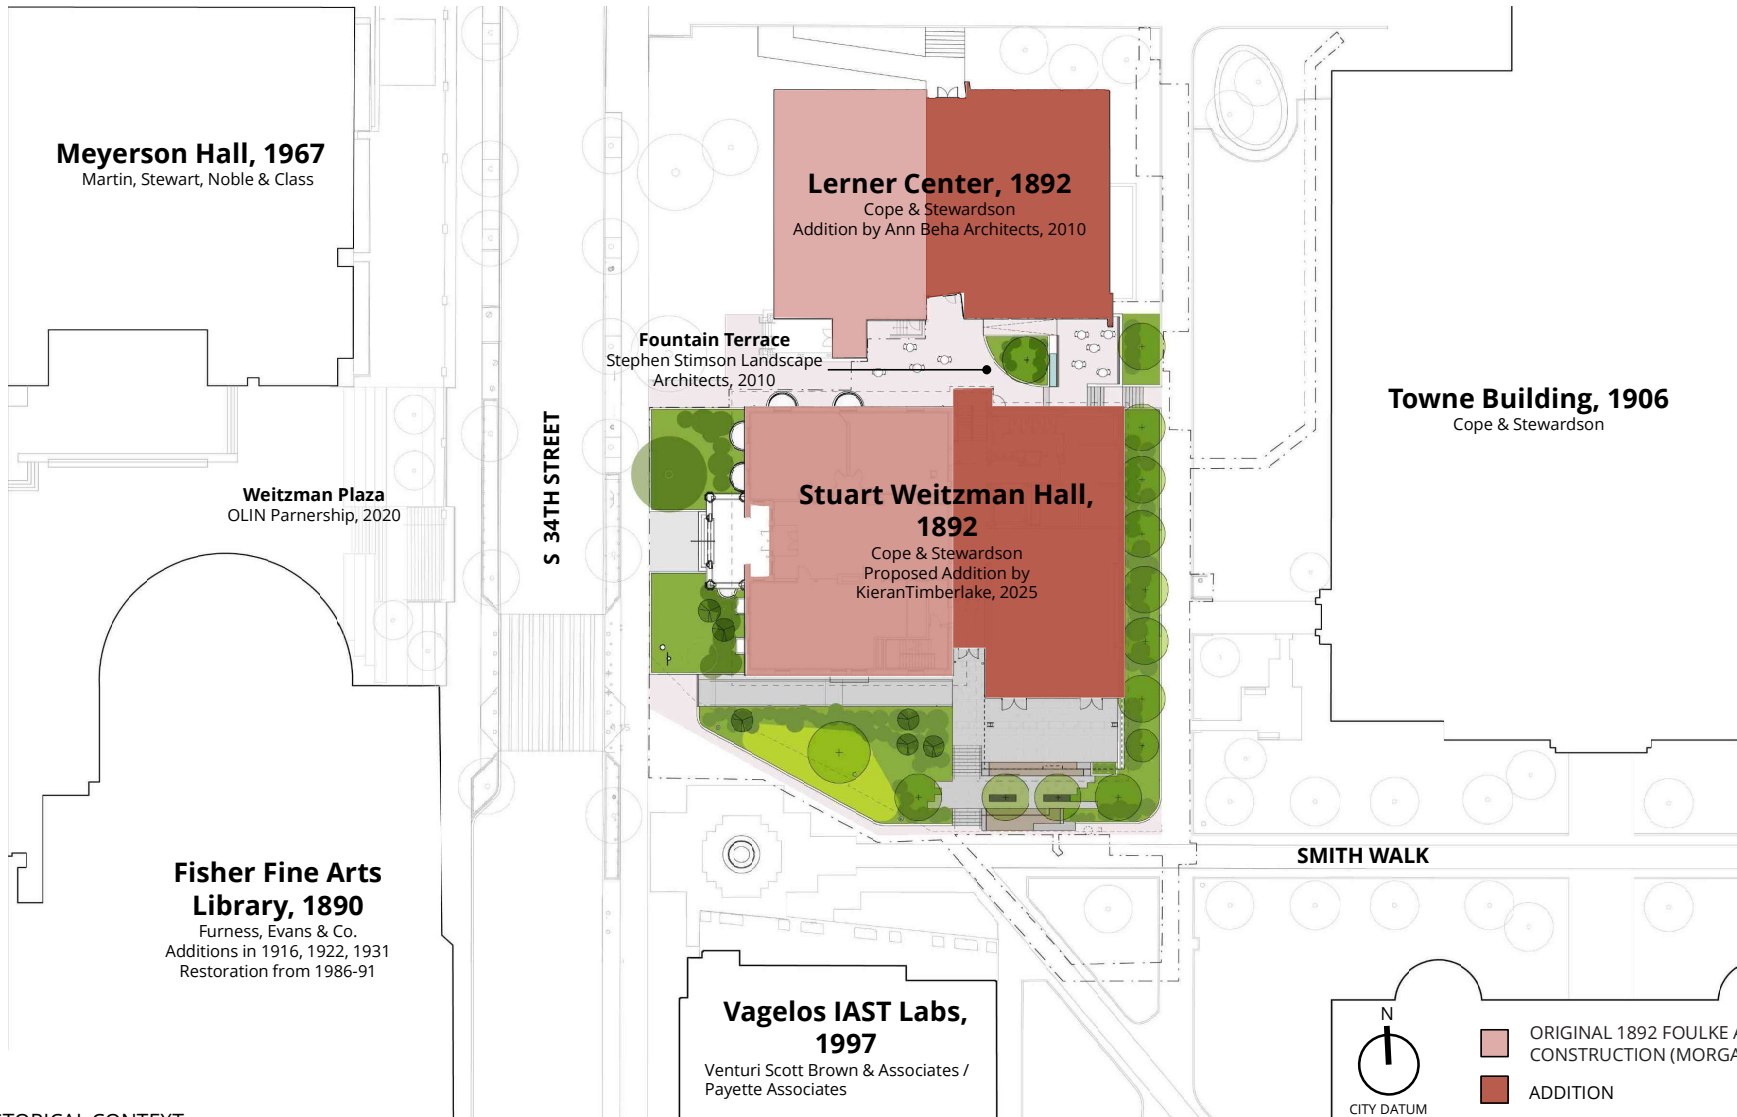 Meyerson Hall, 1967
Martin, Stewart, Noble & Class
Lerner Center, 1892
Cope & Stewardson
Addition by Ann Beha Architects, 2010
Fountain Terrace
Stephen Stimson Landscape
Architects, 2010
Towne Building, 1906
Cope & Stewardson
Weitzman Plaza
OLIN Parnership, 2020
S 34TH STREET
Stuart Weitzman Hall,
1892
Cope & Stewardson
Proposed Addition by
KieranTimberlake, 2025
SMITH WALK
Fisher Fine Arts
Library, 1890
Furness, Evans & Co.
Additions in 1916, 1922, 1931
Restoration from 1986-91
Vagelos IAST Labs,
1997
Venturi Scott Brown & Associates /
Payette Associates
N
CITY DATUM
ORIGINAL 1892 FOULKE
CONSTRUCTION (MORGA
ADDITION
CONTEXT